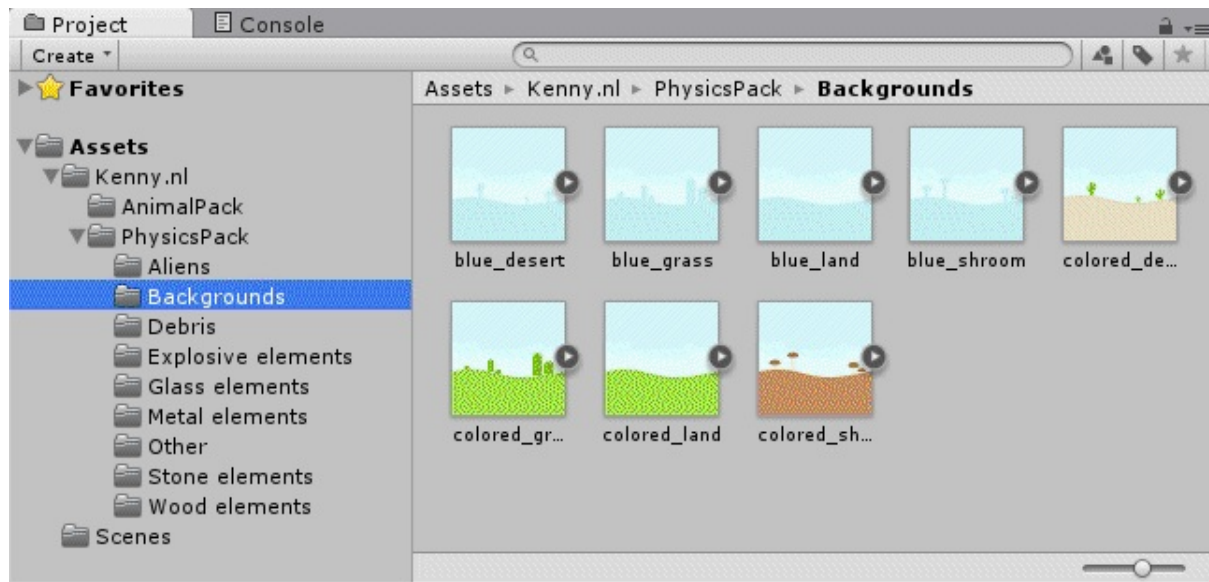 Project
Console
Create
Favorites
Assets
Kenny.nl
AnimalPack
PhysicsPack
Aliens
Backgrounds
Debris
Explosive elements
Glass elements
Metal elements
Other
Stone elements
Wood elements
Scenes
Assets Kenny.nl PhysicsPack Backgrounds
blue_desert blue_grass blue_land blue_shroom colored_de...
colored_gr... colored_land colored_sh...